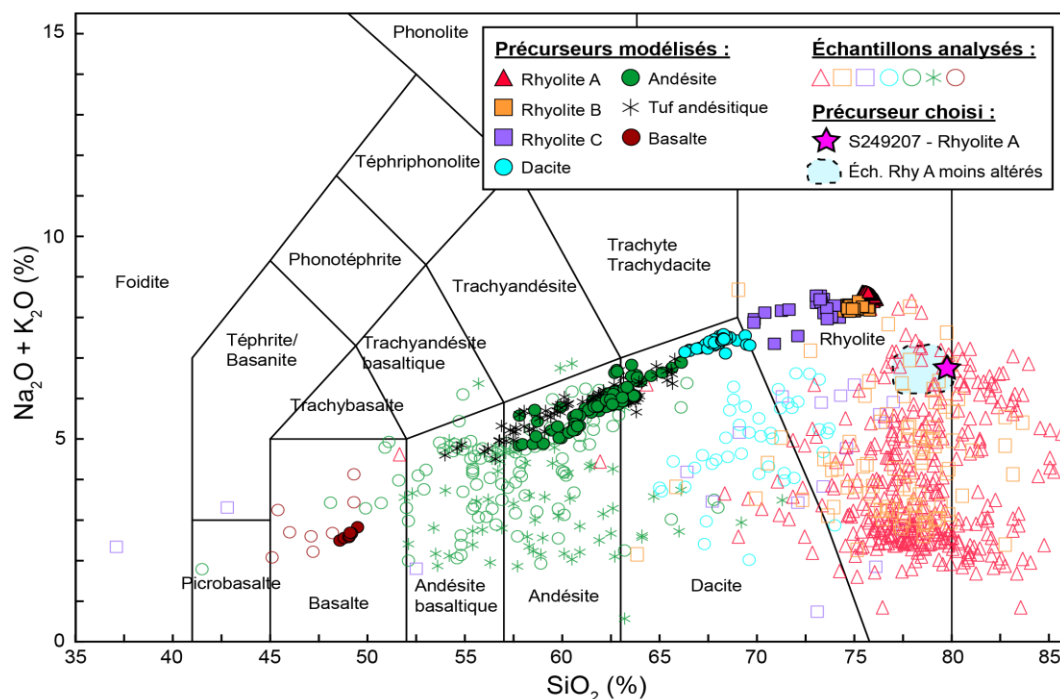 15
10
5
0
Na₂O + K₂O (%)
35
40
45
50
55
60
65
70
75
80
85
SiO₂ (%)
Phonolite
Téphriphonolite
Phonotéphrite
Foidite
Téphrite/
Basanite
Trachyandésite
Trachyandésite
basaltique
Trachybasalte
Trachyte
Trachydacite
Rhyolite
Picrobasalte
Basalte
Andésite
basaltique
Andésite
Dacite
Précurseurs modélisés :
Rhyolite A
Rhyolite B
Rhyolite C
Dacite
Andésite
Tuf andésitique
Basalte
Échantillons analysés :
Précurseur choisi :
S249207 - Rhyolite A
Éch. Rhy A moins altérés